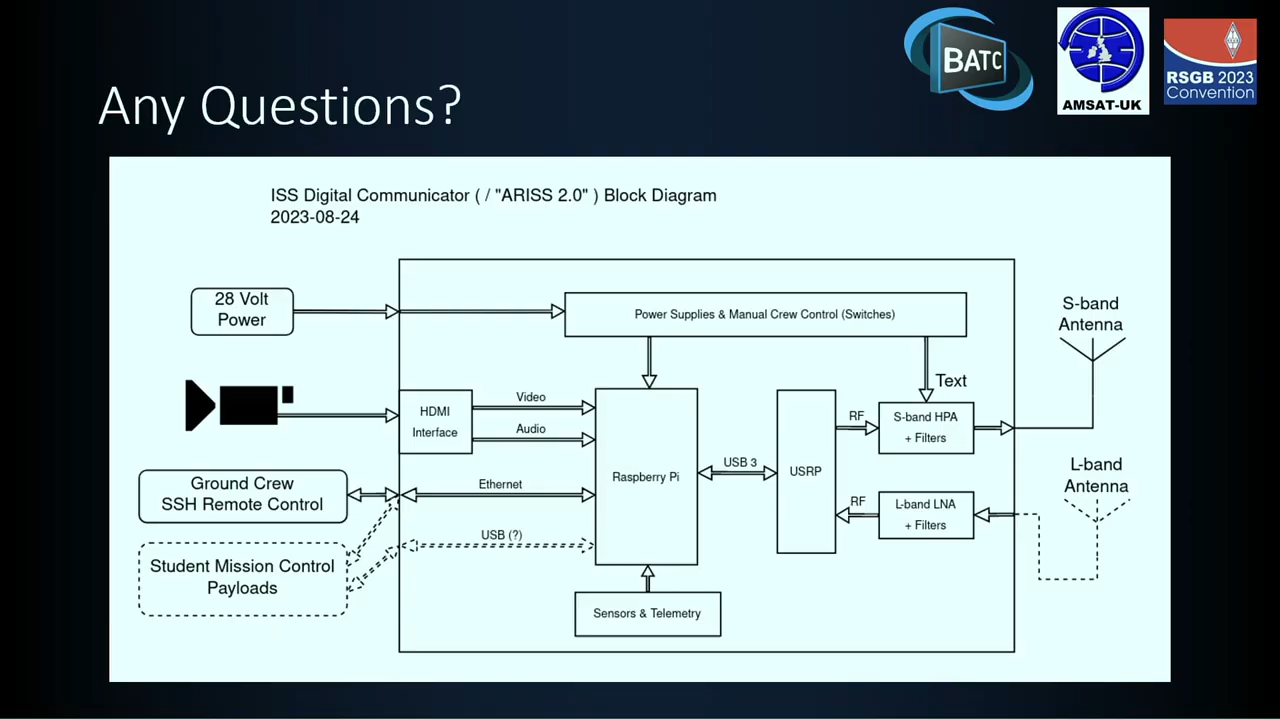 BATC
AMSAT-UK
RSGB 2023
Convention
Any Questions?
ISS Digital Communicator ( / "ARISS 2.0" ) Block Diagram
2023-08-24
28 Volt
Power
Power Supplies & Manual Crew Control (Switches)
S-band
Antenna
Text
HDMI
Interface
Video
Audio
Raspberry Pi
USB 3
USRP
RF
S-band HPA
+ Filters
Ground Crew
SSH Remote Control
Ethernet
RF
L-band LNA
+ Filters
L-band
Antenna
Student Mission Control
Payloads
USB (?)
Sensors & Telemetry